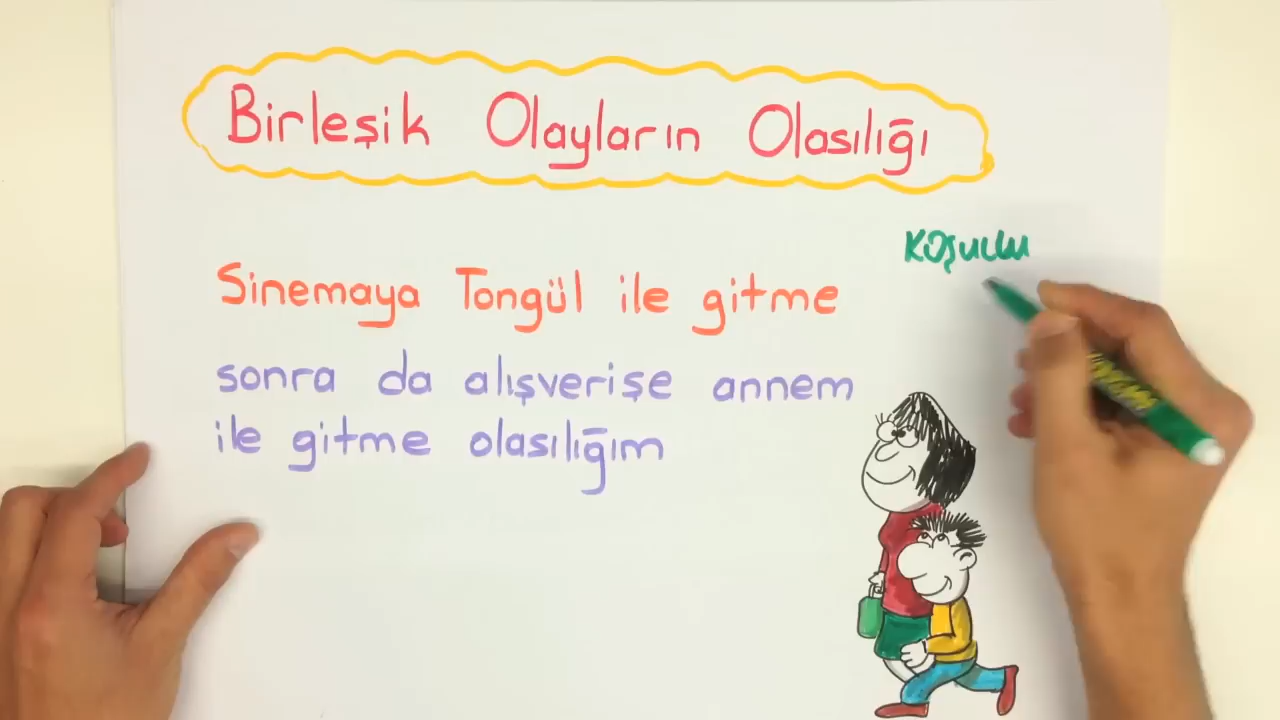 Birleşik Olayların Olasılığı
Koşullu
Sinemaya Tongül ile gitme
sonra da alışverişe annem
ile gitme olasılığım